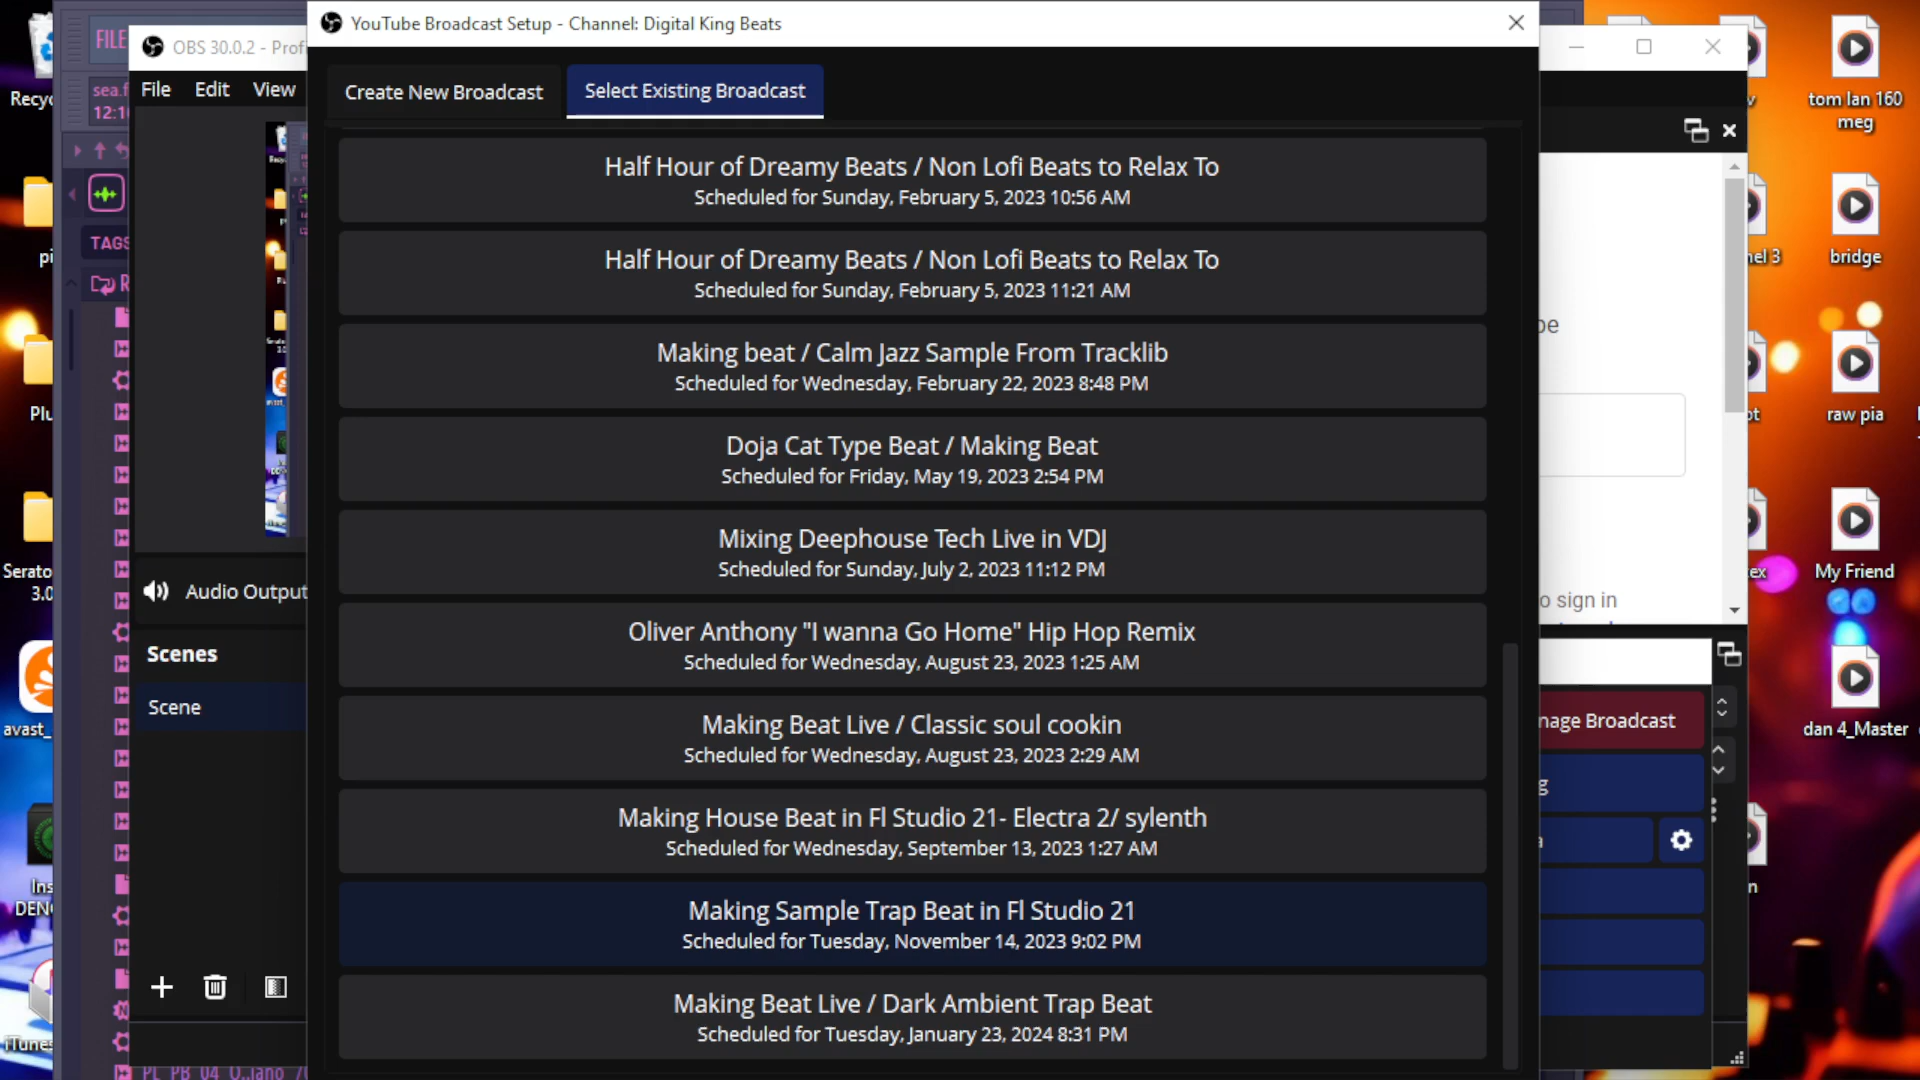 YouTube Broadcast Setup - Channel: Digital King Beats
FILE
OBS 30.0.2 -
File Edit View
Create New Broadcast
Select Existing Broadcast
Half Hour of Dreamy Beats / Non Lofi Beats to Relax To
Scheduled for Sunday, February 5, 2023 10:56 AM
Half Hour of Dreamy Beats / Non Lofi Beats to Relax To
Scheduled for Sunday, February 5, 2023 11:21 AM
Making beat / Calm Jazz Sample From Tracklib
Scheduled for Wednesday, February 22, 2023 8:48 PM
Doja Cat Type Beat / Making Beat
Scheduled for Friday, May 19, 2023 2:54 PM
Mixing Deephouse Tech Live in VDJ
Scheduled for Sunday, July 2, 2023 11:12 PM
Oliver Anthony "I wanna Go Home" Hip Hop Remix
Scheduled for Wednesday, August 23, 2023 1:25 AM
Making Beat Live / Classic soul cookin
Scheduled for Wednesday, August 23, 2023 2:29 AM
Making House Beat in Fl Studio 21- Electra 2/ sylenth
Scheduled for Wednesday, September 13, 2023 1:27 AM
Making Sample Trap Beat in Fl Studio 21
Scheduled for Tuesday, November 14, 2023 9:02 PM
Making Beat Live / Dark Ambient Trap Beat
Scheduled for Tuesday, January 23, 2024 8:31 PM
TAGS
Audio Output
Scenes
Scene
Serato
3.0
avast_
iTunes
o sign in
nage Broadcast
tom lan 160
meg
bridge
raw pia
My Friend
dan 4_Master